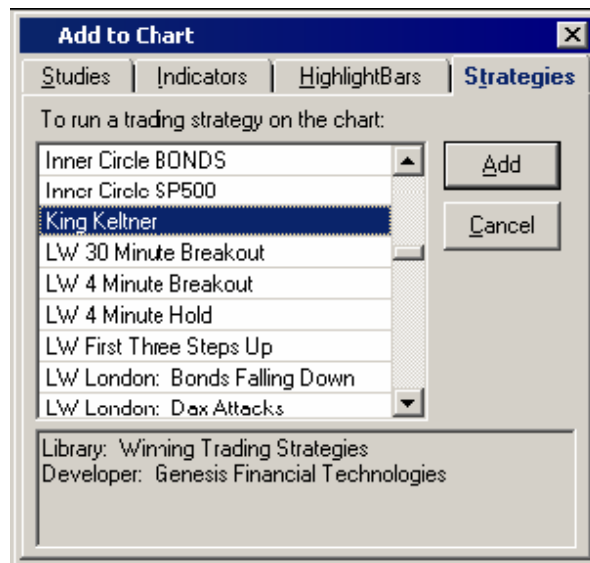 Add to Chart
Studies Indicators HighlightBars Strategies
To run a trading strategy on the chart:
Inner Circle BONDS
Inner Circle SP500
King Keltner
LW 30 Minute Breakout
LW 4 Minute Breakout
LW 4 Minute Hold
LW First Three Steps Up
LW London: Bonds Falling Down
LW London: Dax Attacks
Add
Cancel
Library: Winning Trading Strategies
Developer: Genesis Financial Technologies